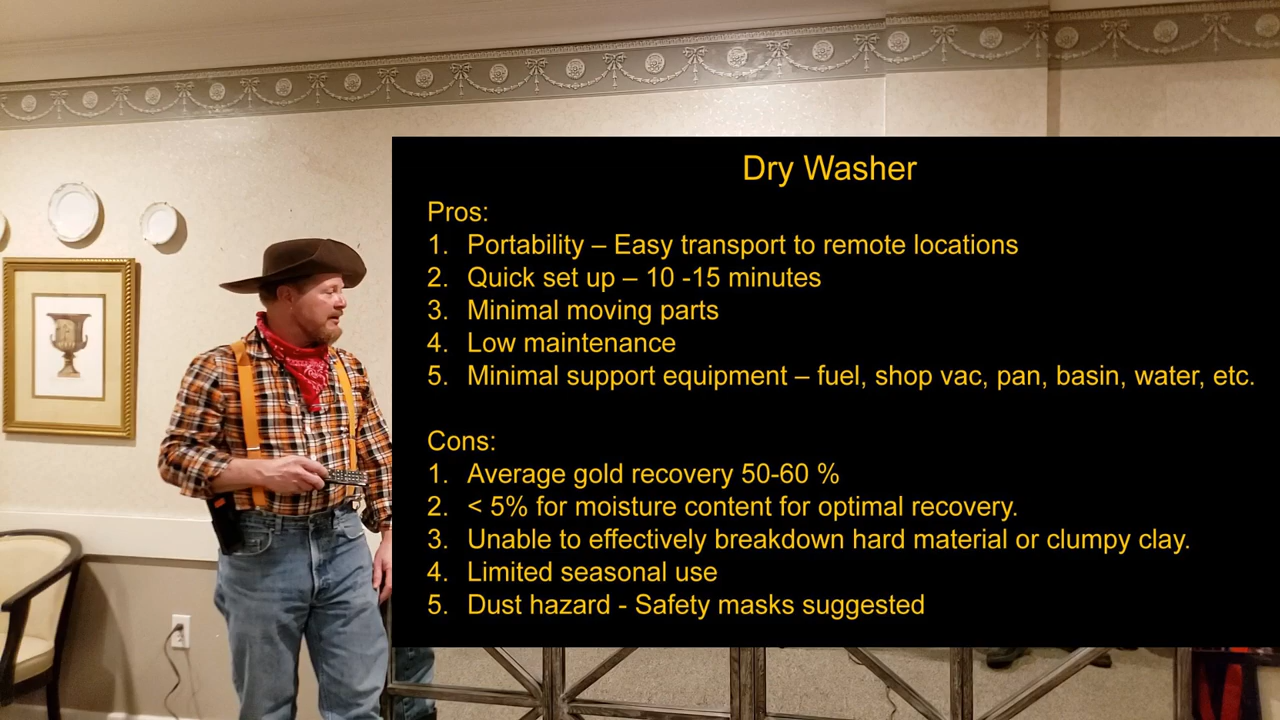 Dry Washer
Pros:
1. Portability – Easy transport to remote locations
2. Quick set up – 10 -15 minutes
3. Minimal moving parts
4. Low maintenance
5. Minimal support equipment – fuel, shop vac, pan, basin, water, etc.
Cons:
1. Average gold recovery 50-60 %
2. < 5% for moisture content for optimal recovery.
3. Unable to effectively breakdown hard material or clumpy clay.
4. Limited seasonal use
5. Dust hazard - Safety masks suggested